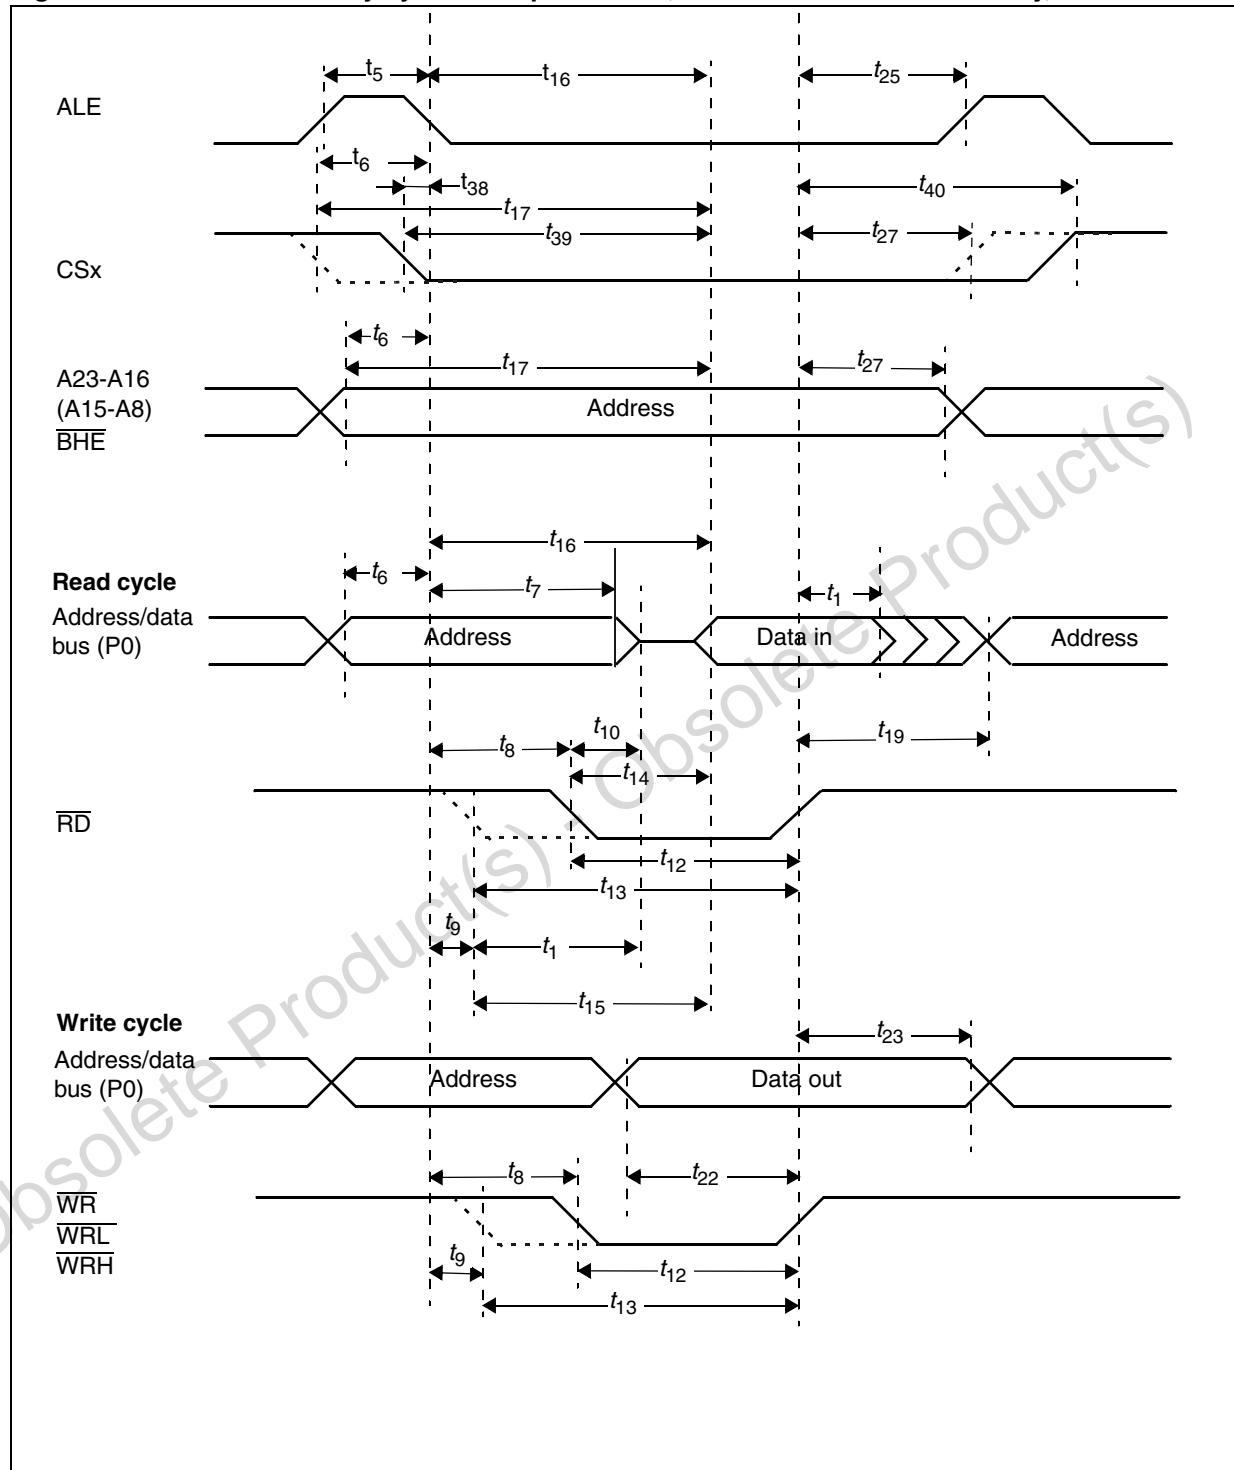 t5
t16
t25
ALE
t6
t38
t40
t17
t39
t27
CSx
t6
t17
t27
A23-A16
(A15-A8)
BHE
Address
t16
Read cycle
t6
t7
t1
Address/data
bus (P0)
Address
Data in
Address
t8
t10
t19
t14
RD
t12
t13
t9
t1
t15
Write cycle
t23
Address/data
bus (P0)
Address
Data out
t8
t22
WR
WRL
WRH
t9
t12
t13
Obsolete Product(s) - Obsolete Product(s)